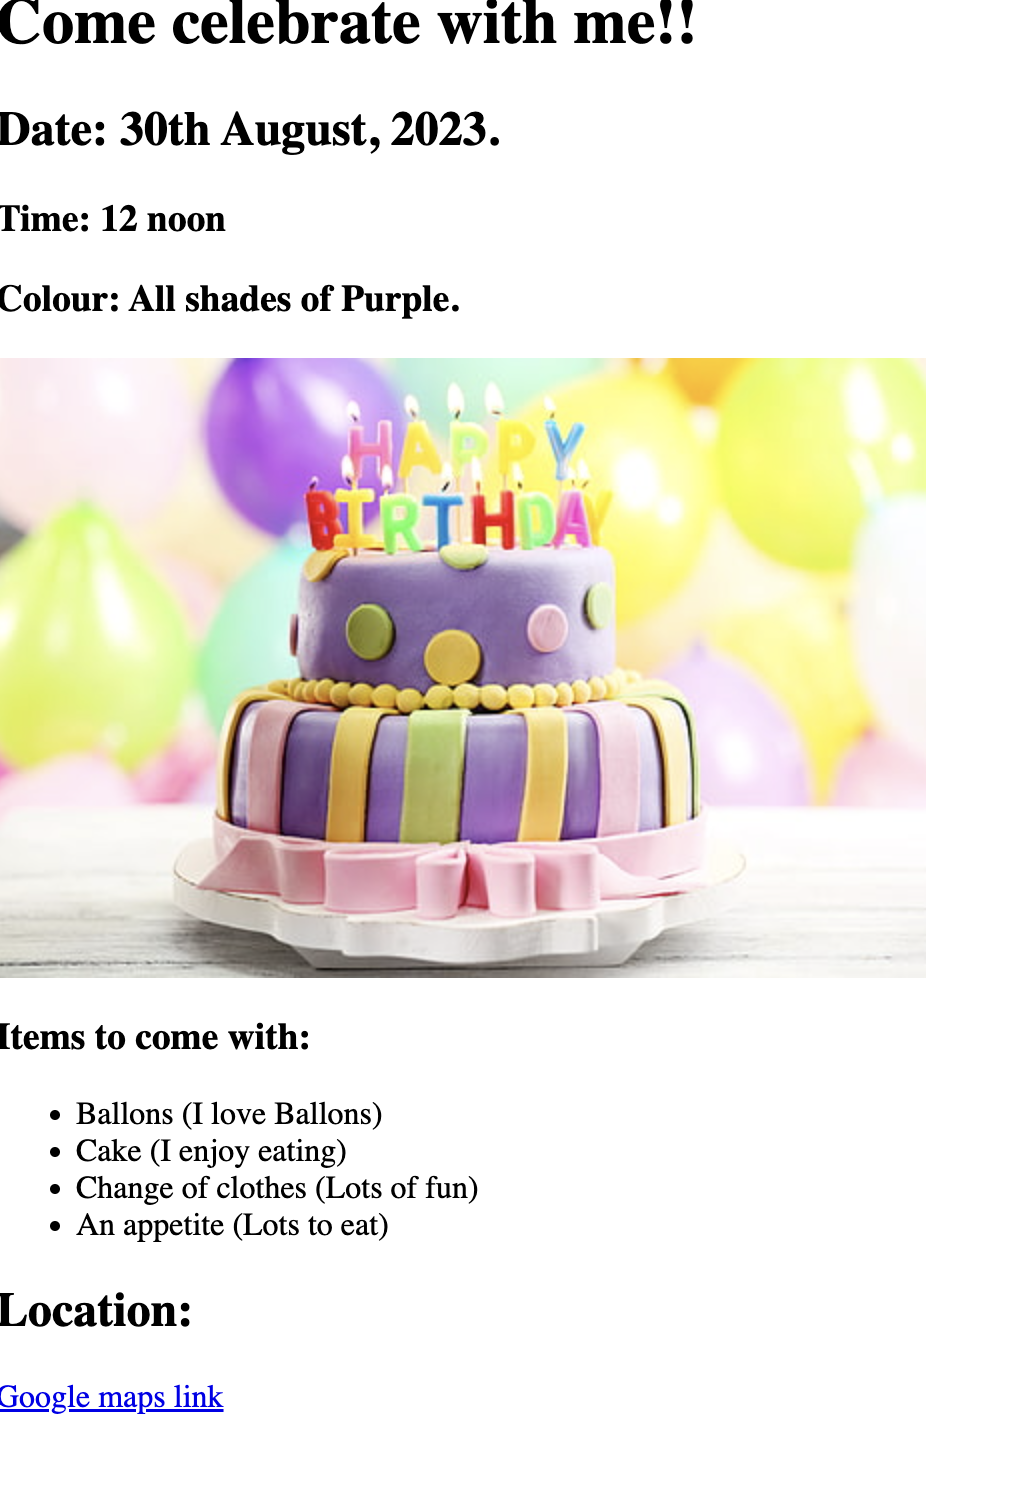 Come celebrate with me!!
Date: 30th August, 2023.
Time: 12 noon
Colour: All shades of Purple.
HAPPY
BIRTHDAY
Items to come with:
Ballons (I love Ballons)
Cake (I enjoy eating)
Change of clothes (Lots of fun)
An appetite (Lots to eat)
Location:
Google maps link